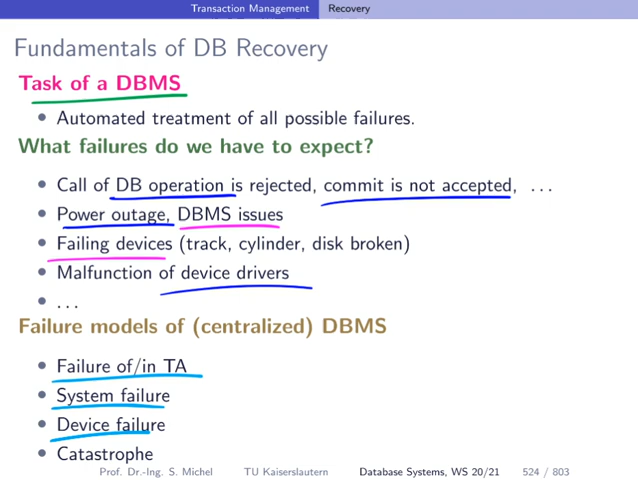 Transaction Management Recovery
Fundamentals of DB Recovery
Task of a DBMS
• Automated treatment of all possible failures.
What failures do we have to expect?
• Call of DB operation is rejected, commit is not accepted, ...
• Power outage, DBMS issues
• Failing devices (track, cylinder, disk broken)
• Malfunction of device drivers
• ...
Failure models of (centralized) DBMS
• Failure of/in TA
• System failure
• Device failure
• Catastrophe
Prof. Dr.-Ing. S. Michel TU Kaiserslautern Database Systems, WS 20/21 524 / 803